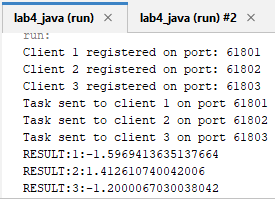 lab4_java (run) × lab4_java (run) #2 ×
run:
Client 1 registered on port: 61801
Client 2 registered on port: 61802
Client 3 registered on port: 61803
Task sent to client 1 on port 61801
Task sent to client 2 on port 61802
Task sent to client 3 on port 61803
RESULT:1:-1.5969413635137664
RESULT:2:1.412610740042006
RESULT:3:-1.2000067030038042